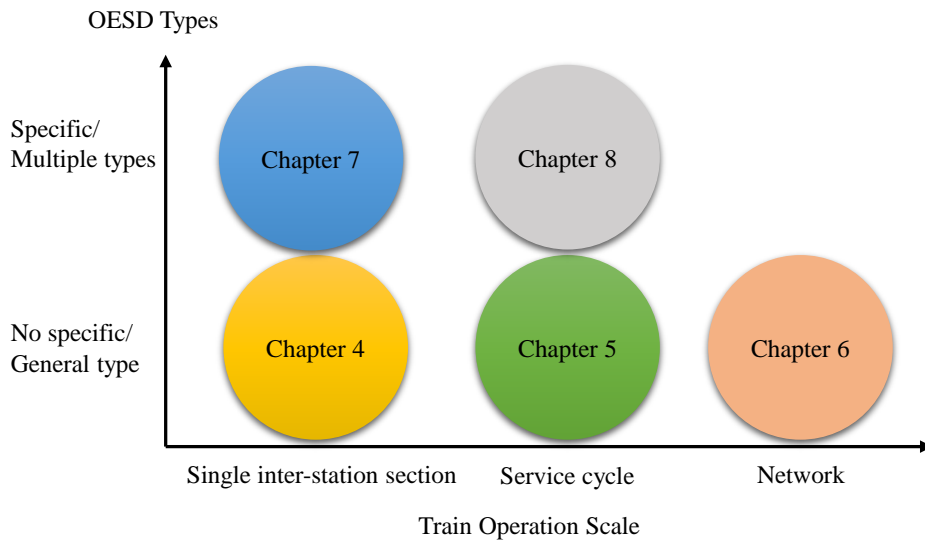 OESD Types
Specific/
Multiple types
Chapter 7
Chapter 8
No specific/
General type
Chapter 4
Chapter 5
Chapter 6
Single inter-station section
Service cycle
Network
Train Operation Scale